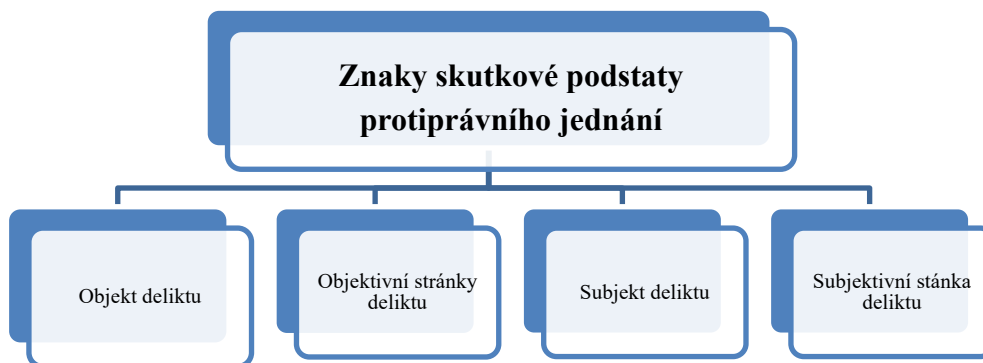 Znaky skutkové podstaty
protiprávního jednání
Objekt deliktu
Objektivní stránky
deliktu
Subjekt deliktu
Subjektivní stánka
deliktu